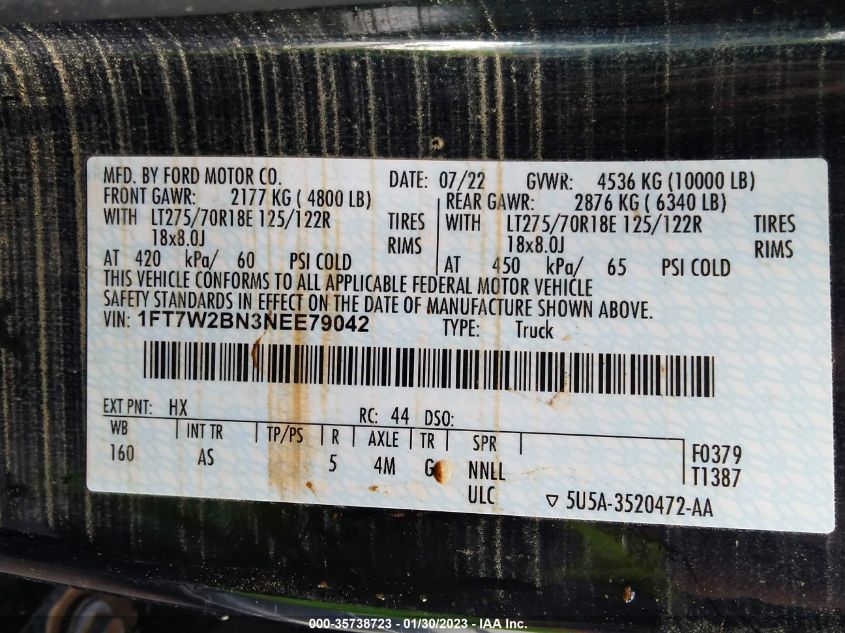 MFD. BY FORD MOTOR CO. DATE: 07/22 GVWR: 4536 KG (10000 LB)
FRONT GAWR: 2177 KG ( 4800 LB) REAR GAWR: 2876 KG ( 6340 LB)
WITH LT275/70R18E 125/122R TIRES WITH LT275/70R18E 125/122R TIRES
18x8.0J RIMS 18x8.0J RIMS
AT 420 kPa/ 60 PSI COLD AT 450 kPa/ 65 PSI COLD
THIS VEHICLE CONFORMS TO ALL APPLICABLE FEDERAL MOTOR VEHICLE
SAFETY STANDARDS IN EFFECT ON THE DATE OF MANUFACTURE SHOWN ABOVE.
VIN: 1FT7W2BN3NEE79042 TYPE: Truck
EXT PNT: HX RC: 44 DSO:
WB INT TR TP/PS R AXLE TR SPR F0379
160 AS 5 4M G NNLL T1387
ULC ▽ 5U5A-3520472-AA
000-35738723 - 01/30/2023 - IAA Inc.